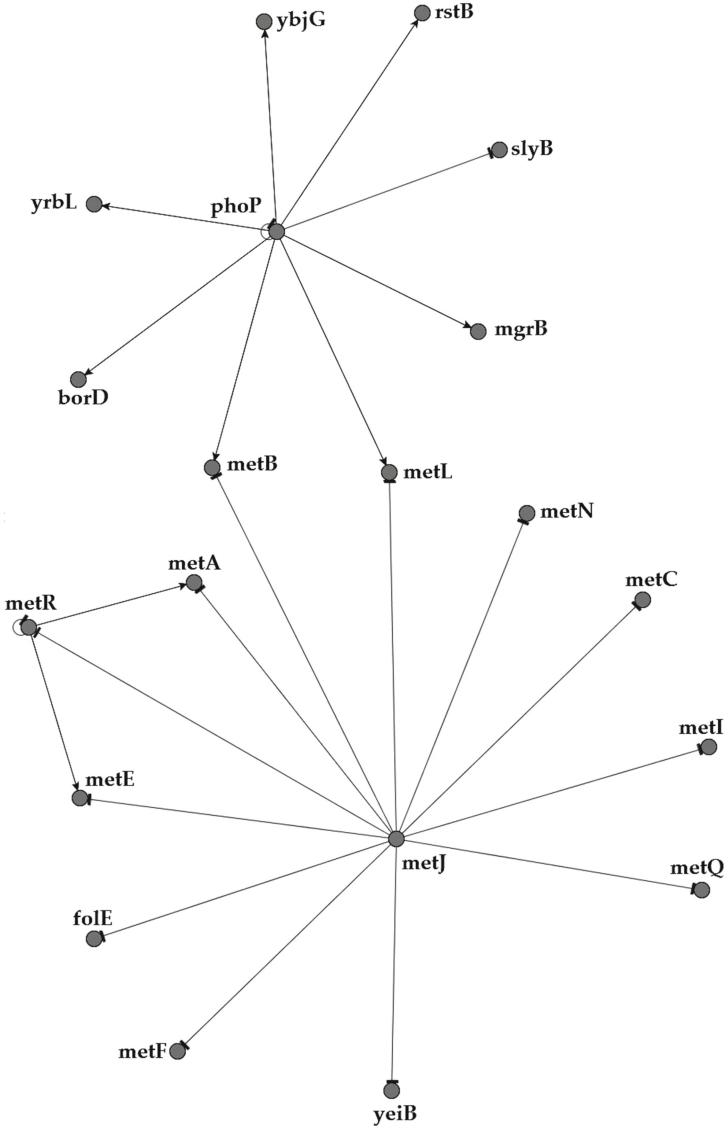 ybjG
rstB
slyB
yrbL
phoP
mgrB
borD
metB
metL
metN
metA
metC
metR
metI
metE
metJ
metQ
folE
metF
yeiB